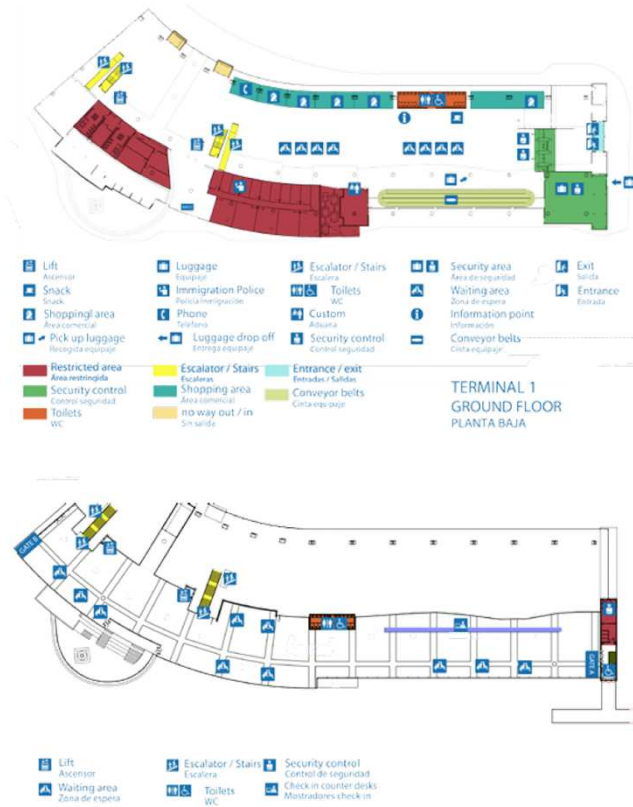 Lift
Ascensor
Snack
Snaok
Shoppingl area
Area comercial
Pick up luggage
Recogida equipaje
Luggage
Equipaje
Immigration Police
Policia Inmigración
Phone
Telefono
Luggage drop off
Entrega equipaje
Escalator / Stairs
Escalera
Toilets
WC
Custom
Aduana
Security control
Control seguridad
Security area
Área de seguridad
Waiting area
Zona de espera
Information point
Información
Conveyor belts
Cinta equipaje
Exit
Salida
Entrance
Entrada
Restricted area
Área restringida
Security control
Control seguridad
Toilets
WC
Escalator / Stairs
Escaleras
Shopping area
Área comercial
no way out / in
Sin salida
Entrance / exit
Entradas / Salidas
Conveyor belts
Cinta equipaje
TERMINAL 1
GROUND FLOOR
PLANTA BAJA
GATE B
GATE A
Lift
Ascensor
Waiting area
Zona de espera
Escalator / Stairs
Escalera
Toilets
WC
Security control
Control de seguridad
Check in counter desks
Mostradores check in